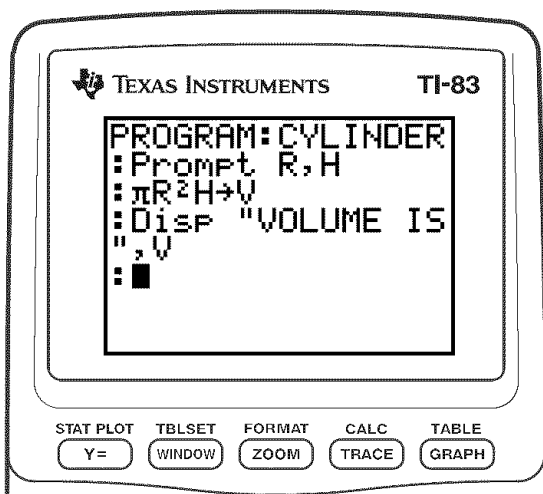 TEXAS INSTRUMENTS TI-83
PROGRAM:CYLINDER
:Prompt R,H
:πR²H→V
:Disp "VOLUME IS
",V
:
STAT PLOT TBLSET FORMAT CALC TABLE
Y= WINDOW ZOOM TRACE GRAPH